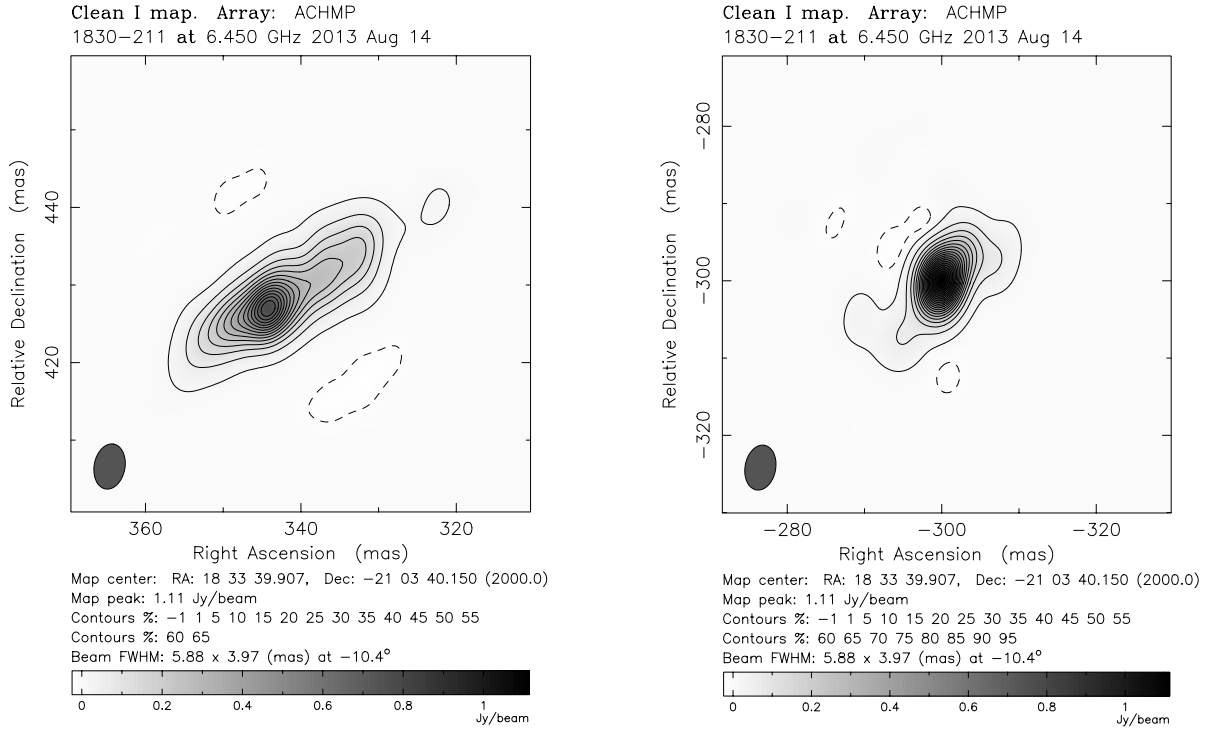 Clean I map.  Array:  ACHMP
1830−211 at 6.450 GHz 2013 Aug 14
Relative Declination  (mas)
440
420
360
340
320
Right Ascension  (mas)
Map center:  RA: 18 33 39.907,  Dec: −21 03 40.150 (2000.0)
Map peak: 1.11 Jy/beam
Contours %: −1 1 5 10 15 20 25 30 35 40 45 50 55
Contours %: 60 65
Beam FWHM: 5.88 x 3.97 (mas) at −10.4°
0
0.2
0.4
0.6
0.8
1
Jy/beam
Clean I map.  Array:  ACHMP
1830−211 at 6.450 GHz 2013 Aug 14
Relative Declination  (mas)
−280
−300
−320
−280
−300
−320
Right Ascension  (mas)
Map center:  RA: 18 33 39.907,  Dec: −21 03 40.150 (2000.0)
Map peak: 1.11 Jy/beam
Contours %: −1 1 5 10 15 20 25 30 35 40 45 50 55
Contours %: 60 65 70 75 80 85 90 95
Beam FWHM: 5.88 x 3.97 (mas) at −10.4°
0
0.2
0.4
0.6
0.8
1
Jy/beam